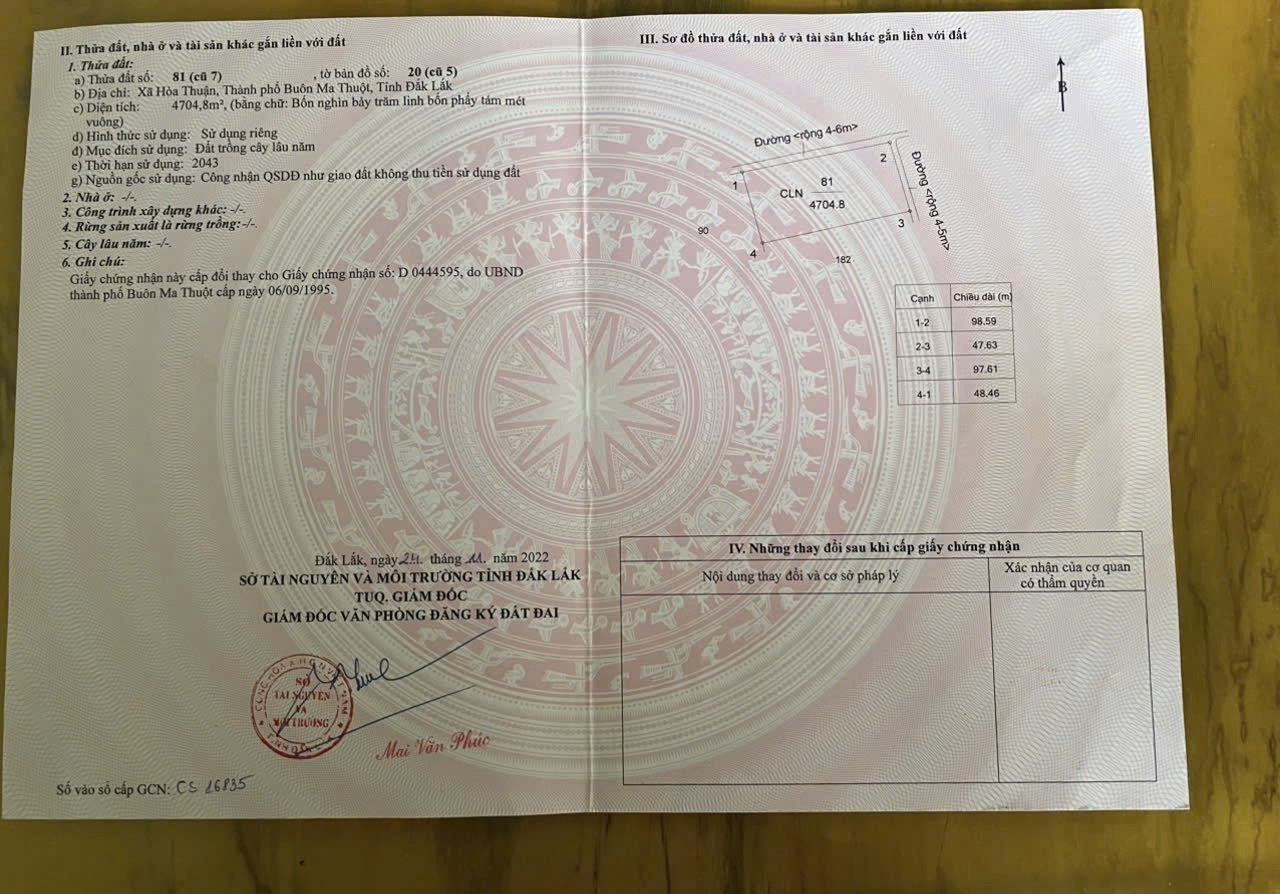 II. Thửa đất, nhà ở và tài sản khác gắn liền với đất
1. Thửa đất:
a) Thửa đất số: 81 (cũ 7) , tờ bản đồ số: 20 (cũ 5)
b) Địa chỉ: Xã Hòa Thuận, Thành phố Buôn Ma Thuột, Tỉnh Đắk Lắk
c) Diện tích: 4704,8m², (bằng chữ: Bốn nghìn bảy trăm linh bốn phẩy tám mét
vuông)
d) Hình thức sử dụng: Sử dụng riêng
đ) Mục đích sử dụng: Đất trồng cây lâu năm
e) Thời hạn sử dụng: 2043
g) Nguồn gốc sử dụng: Công nhận QSDĐ như giao đất không thu tiền sử dụng đất
2. Nhà ở: -/-.
3. Công trình xây dựng khác: -/-.
4. Rừng sản xuất là rừng trồng: -/-.
5. Cây lâu năm: -/-.
6. Ghi chú:
Giấy chứng nhận này cấp đổi thay cho Giấy chứng nhận số: D 0444595, do UBND
thành phố Buôn Ma Thuột cấp ngày 06/09/1995.
Đắk Lắk, ngày 24 tháng 11 năm 2022
SỞ TÀI NGUYÊN VÀ MÔI TRƯỜNG TỈNH ĐẮK LẮK
TUQ. GIÁM ĐỐC
GIÁM ĐỐC VĂN PHÒNG ĐĂNG KÝ ĐẤT ĐAI
SỞ
TÀI NGUYÊN
VÀ
MÔI TRƯỜNG
Mai Văn Phúc
Số vào sổ cấp GCN: CS 16835
III. Sơ đồ thửa đất, nhà ở và tài sản khác gắn liền với đất
B
Đường <rộng 4-6m>
Đường <rộng 4-5m>
1
2
CLN
81
4704.8
3
4
90
182
Cạnh Chiều dài (m)
1-2 98.59
2-3 47.63
3-4 97.61
4-1 48.46
IV. Những thay đổi sau khi cấp giấy chứng nhận
Nội dung thay đổi và cơ sở pháp lý
Xác nhận của cơ quan
có thẩm quyền